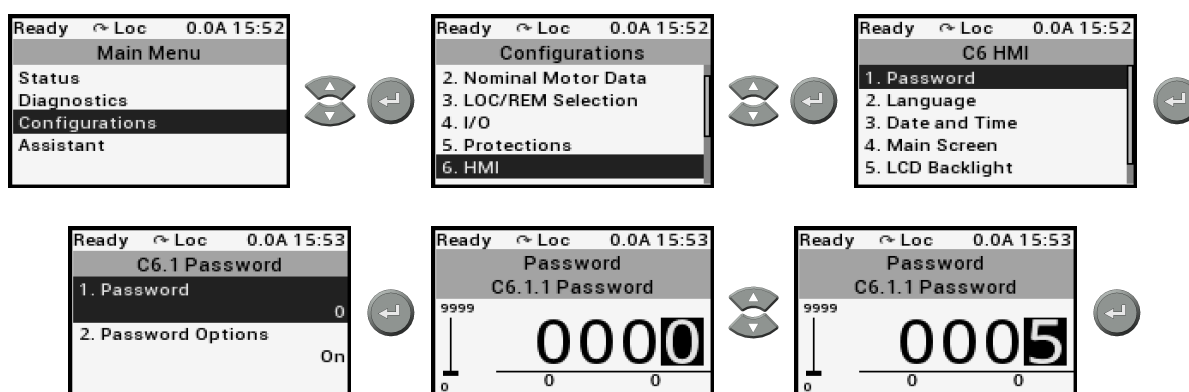 Ready ↷ Loc 0.0A 15:52
Main Menu
Status
Diagnostics
Configurations
Assistant
Ready ↷ Loc 0.0A 15:52
Configurations
2. Nominal Motor Data
3. LOC/REM Selection
4. I/O
5. Protections
6. HMI
Ready ↷ Loc 0.0A 15:52
C6 HMI
1. Password
2. Language
3. Date and Time
4. Main Screen
5. LCD Backlight
Ready ↷ Loc 0.0A 15:53
C6.1 Password
1. Password
0
2. Password Options
On
Ready ↷ Loc 0.0A 15:53
Password
C6.1.1 Password
9999
0000
0 0 0
Ready ↷ Loc 0.0A 15:53
Password
C6.1.1 Password
9999
0005
0 0 0